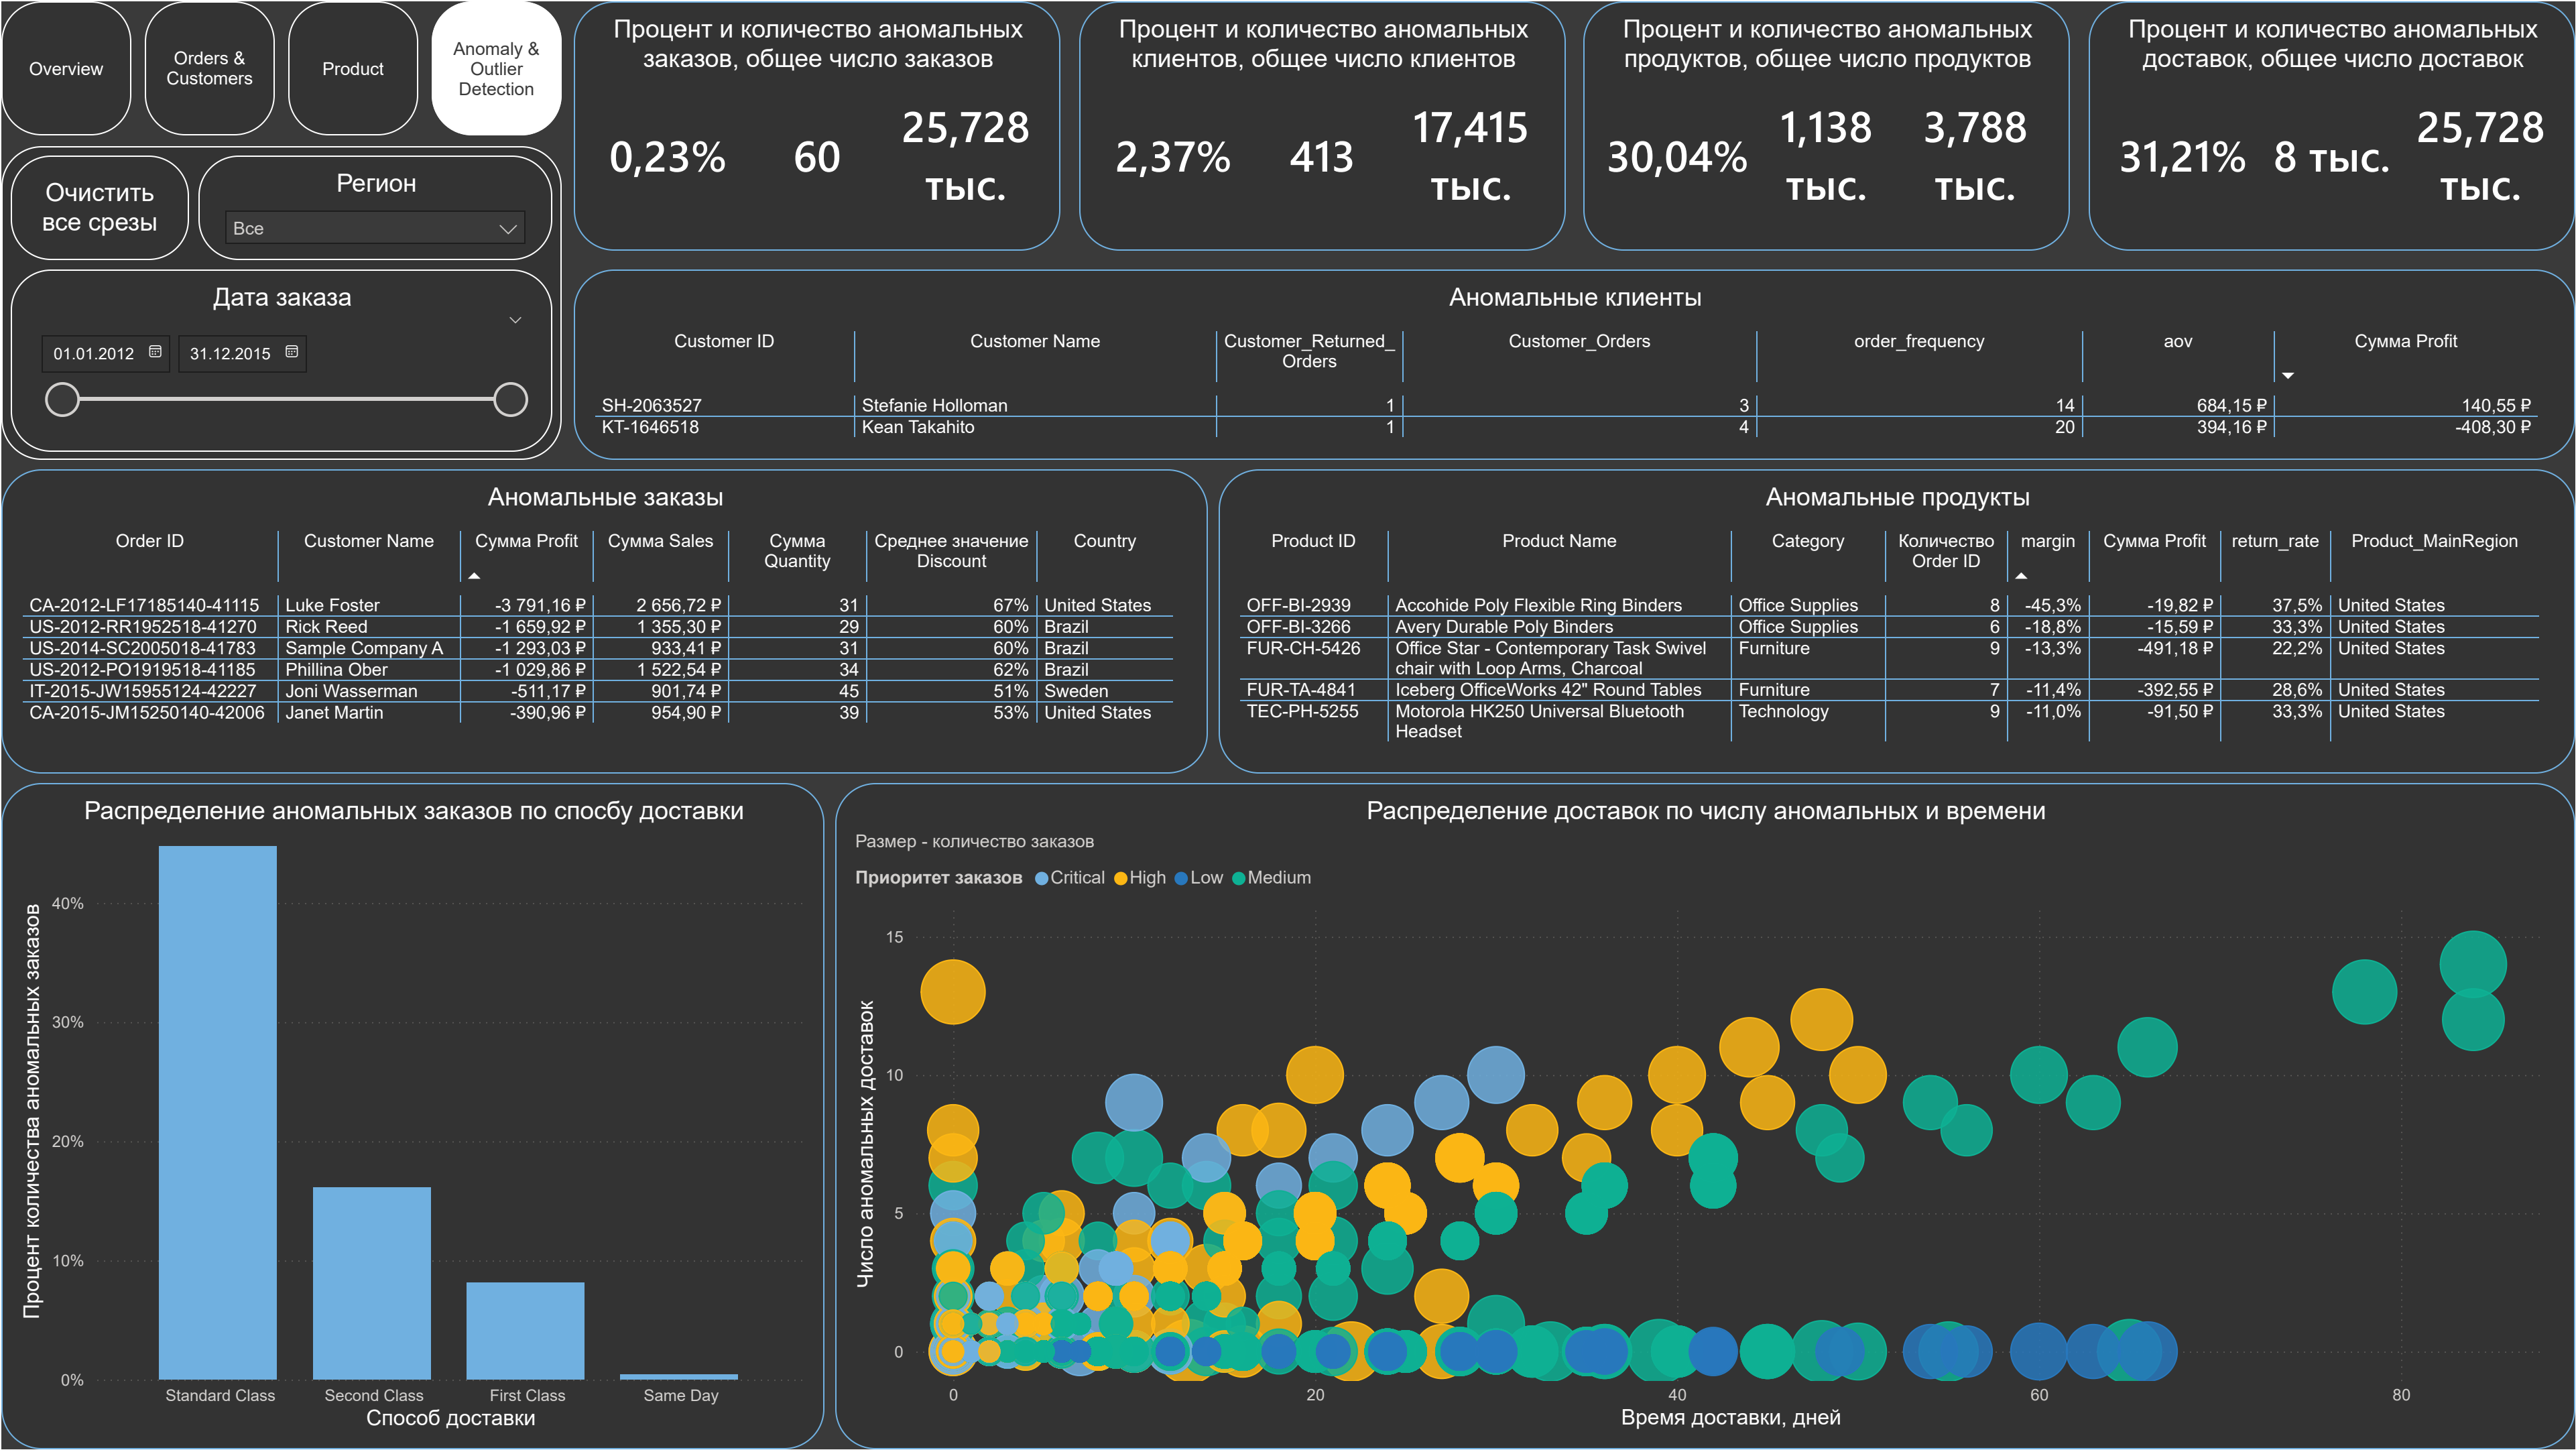 Overview
Orders &
Customers
Product
Anomaly &
Outlier
Detection
Очистить
все срезы
Регион
Все
Дата заказа
01.01.2012
31.12.2015
Процент и количество аномальных
заказов, общее число заказов
0,23%
60
25,728
тыс.
Процент и количество аномальных
клиентов, общее число клиентов
2,37%
413
17,415
тыс.
Процент и количество аномальных
продуктов, общее число продуктов
30,04%
1,138
тыс.
3,788
тыс.
Процент и количество аномальных
доставок, общее число доставок
31,21%
8 тыс.
25,728
тыс.
Аномальные клиенты
Customer ID Customer Name Customer_Returned_ Customer_Orders order_frequency aov Сумма Profit
Orders
SH-2063527 Stefanie Holloman 1 3 14 684,15 ₽ 140,55 ₽
KT-1646518 Kean Takahito 1 4 20 394,16 ₽ -408,30 ₽
Аномальные заказы
Order ID Customer Name Сумма Profit Сумма Sales Сумма Среднее значение Country
Quantity Discount
CA-2012-LF17185140-41115 Luke Foster -3 791,16 ₽ 2 656,72 ₽ 31 67% United States
US-2012-RR1952518-41270 Rick Reed -1 659,92 ₽ 1 355,30 ₽ 29 60% Brazil
US-2014-SC2005018-41783 Sample Company A -1 293,03 ₽ 933,41 ₽ 31 60% Brazil
US-2012-PO1919518-41185 Phillina Ober -1 029,86 ₽ 1 522,54 ₽ 34 62% Brazil
IT-2015-JW15955124-42227 Joni Wasserman -511,17 ₽ 901,74 ₽ 45 51% Sweden
CA-2015-JM15250140-42006 Janet Martin -390,96 ₽ 954,90 ₽ 39 53% United States
Аномальные продукты
Product ID Product Name Category Количество margin Сумма Profit return_rate Product_MainRegion
Order ID
OFF-BI-2939 Accohide Poly Flexible Ring Binders Office Supplies 8 -45,3% -19,82 ₽ 37,5% United States
OFF-BI-3266 Avery Durable Poly Binders Office Supplies 6 -18,8% -15,59 ₽ 33,3% United States
FUR-CH-5426 Office Star - Contemporary Task Swivel Furniture 9 -13,3% -491,18 ₽ 22,2% United States
chair with Loop Arms, Charcoal
FUR-TA-4841 Iceberg OfficeWorks 42" Round Tables Furniture 7 -11,4% -392,55 ₽ 28,6% United States
TEC-PH-5255 Motorola HK250 Universal Bluetooth Technology 9 -11,0% -91,50 ₽ 33,3% United States
Headset
Распределение аномальных заказов по спосбу доставки
Процент количества аномальных заказов
40%
30%
20%
10%
0%
Standard Class Second Class First Class Same Day
Способ доставки
Распределение доставок по числу аномальных и времени
Размер - количество заказов
Приоритет заказов Critical High Low Medium
Число аномальных доставок
15
10
5
0
0 20 40 60 80
Время доставки, дней